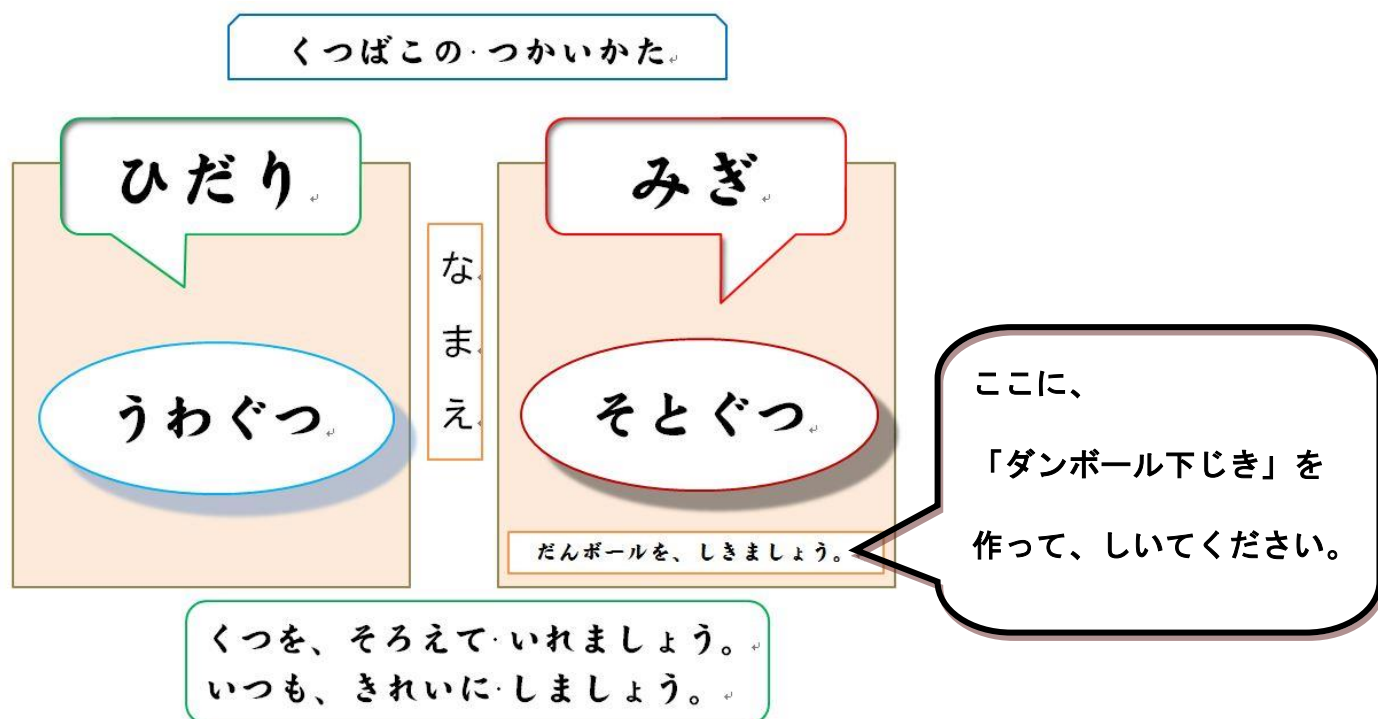 くつばこの つかいかた
ひだり
みぎ
なまえ
うわぐつ
そとぐつ
だんボールを、しきましょう。
ここに、
「ダンボール下じき」を
作って、しいてください。
くつを、そろえて いれましょう。
いつも、きれいに しましょう。